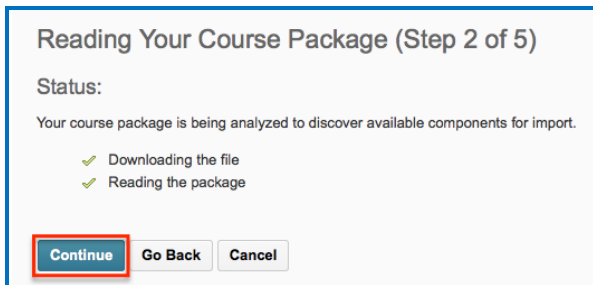 Reading Your Course Package (Step 2 of 5)
Status:
Your course package is being analyzed to discover available components for import.
Downloading the file
Reading the package
Continue Go Back Cancel